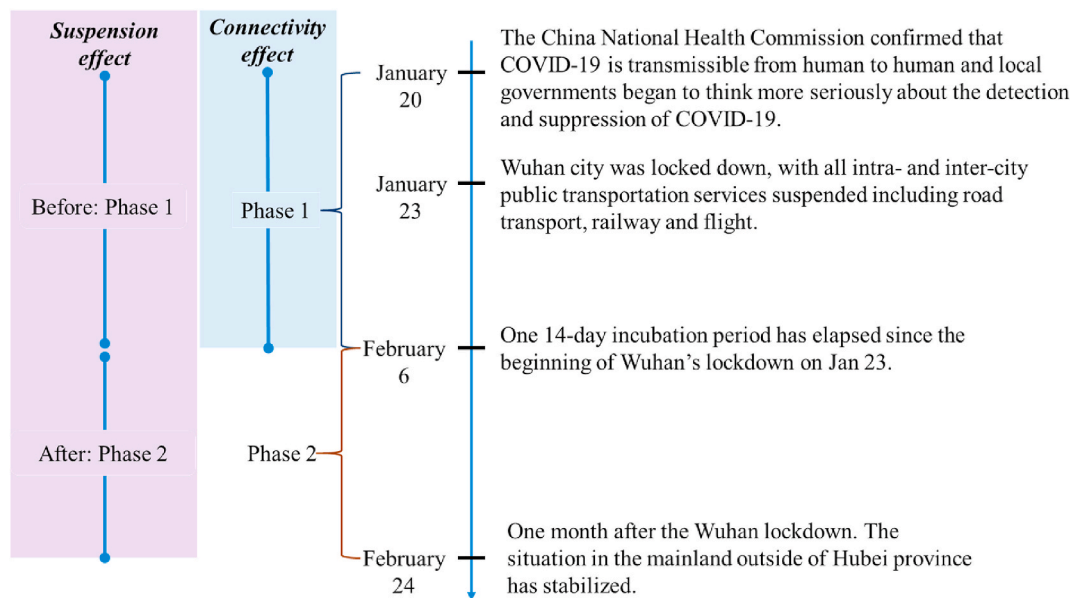 Suspension
effect
Connectivity
effect
Before: Phase 1
After: Phase 2
Phase 1
Phase 2
January
20
The China National Health Commission confirmed that
COVID-19 is transmissible from human to human and local
governments began to think more seriously about the detection
and suppression of COVID-19.
January
23
Wuhan city was locked down, with all intra- and inter-city
public transportation services suspended including road
transport, railway and flight.
February
6
One 14-day incubation period has elapsed since the
beginning of Wuhan’s lockdown on Jan 23.
February
24
One month after the Wuhan lockdown. The
situation in the mainland outside of Hubei province
has stabilized.